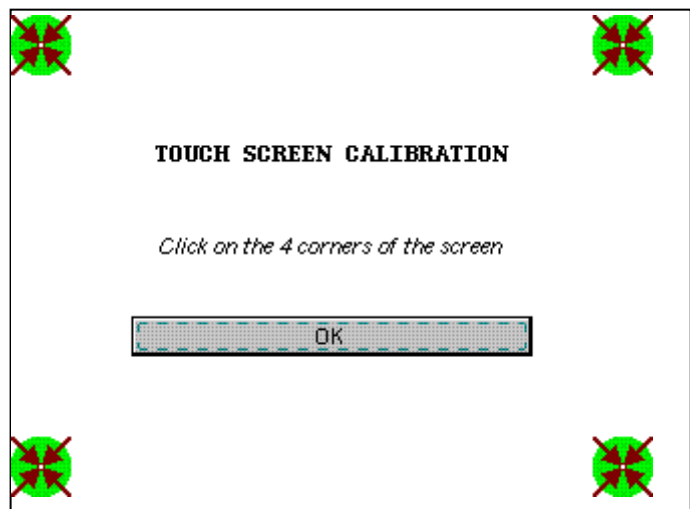 TOUCH SCREEN CALIBRATION
Click on the 4 corners of the screen
OK